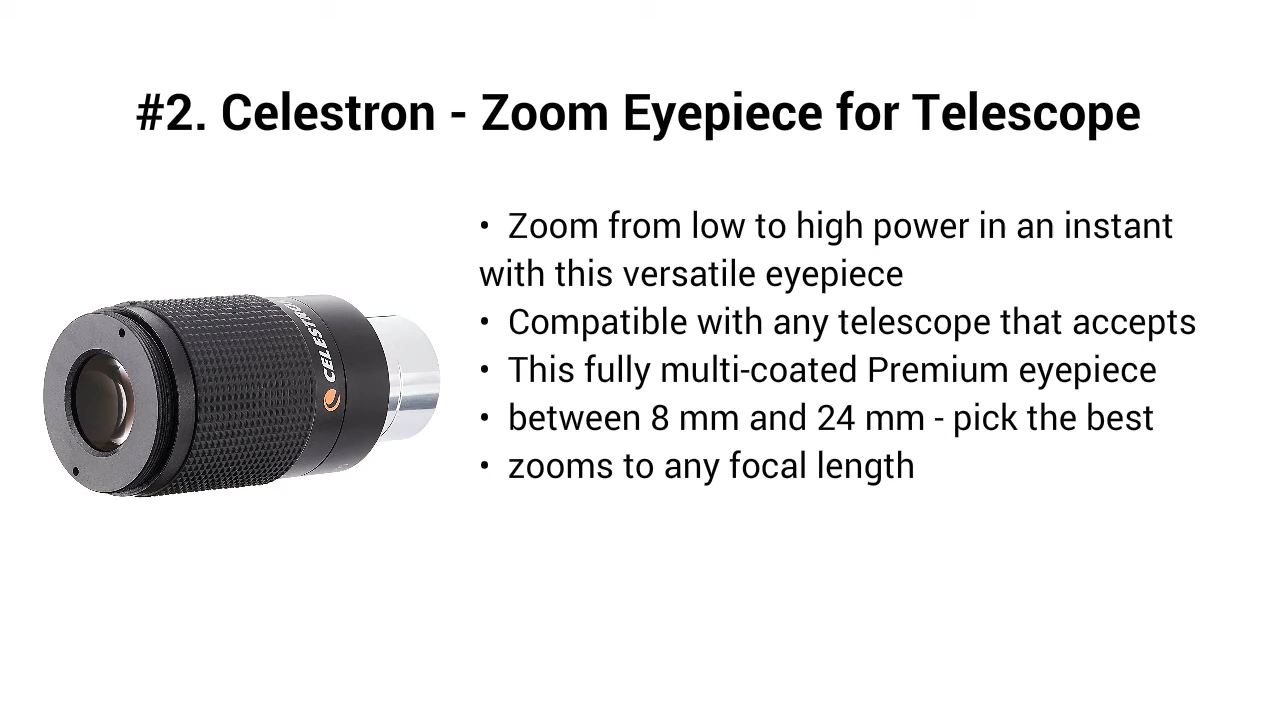 #2. Celestron - Zoom Eyepiece for Telescope
• Zoom from low to high power in an instant
with this versatile eyepiece
• Compatible with any telescope that accepts
• This fully multi-coated Premium eyepiece
• between 8 mm and 24 mm - pick the best
• zooms to any focal length
CELESTRON